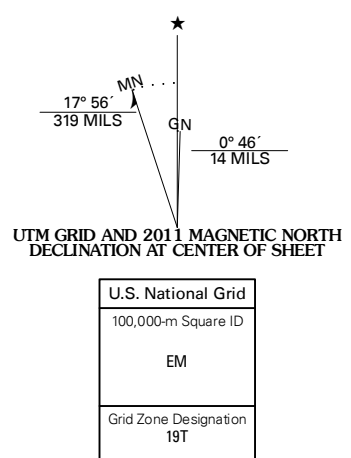 ★
MN
17° 56´
319 MILS
GN
0° 46´
14 MILS
UTM GRID AND 2011 MAGNETIC NORTH
DECLINATION AT CENTER OF SHEET
U.S. National Grid
100,000-m Square ID
EM
Grid Zone Designation
19T